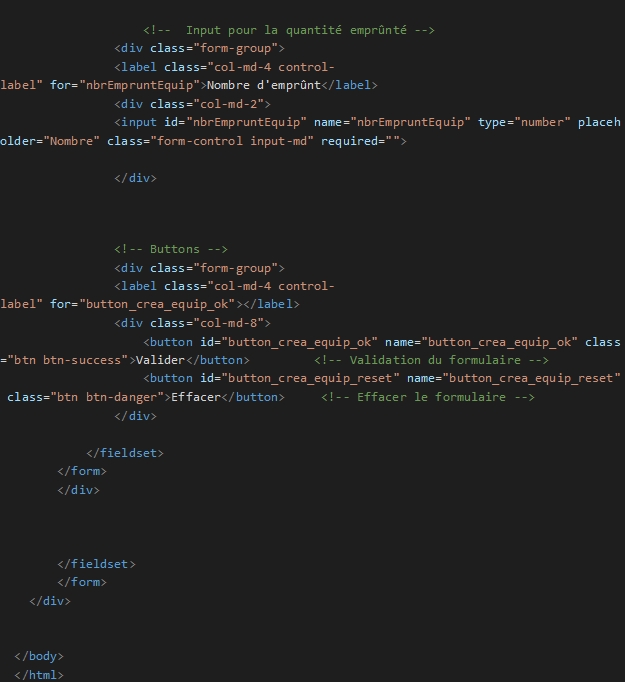 <!--  Input pour la quantité emprûnté -->
<div class="form-group">
<label class="col-md-4 control-
label" for="nbrEmpruntEquip">Nombre d'emprûnt</label>
<div class="col-md-2">
<input id="nbrEmpruntEquip" name="nbrEmpruntEquip" type="number" placeh
older="Nombre" class="form-control input-md" required="">
</div>
<!-- Buttons -->
<div class="form-group">
<label class="col-md-4 control-
label" for="button_crea_equip_ok"></label>
<div class="col-md-8">
<button id="button_crea_equip_ok" name="button_crea_equip_ok" class
="btn btn-success">Valider</button>         <!-- Validation du formulaire -->
<button id="button_crea_equip_reset" name="button_crea_equip_reset"
class="btn btn-danger">Effacer</button>     <!-- Effacer le formulaire -->
</div>
</fieldset>
</form>
</div>
</fieldset>
</form>
</div>
</body>
</html>